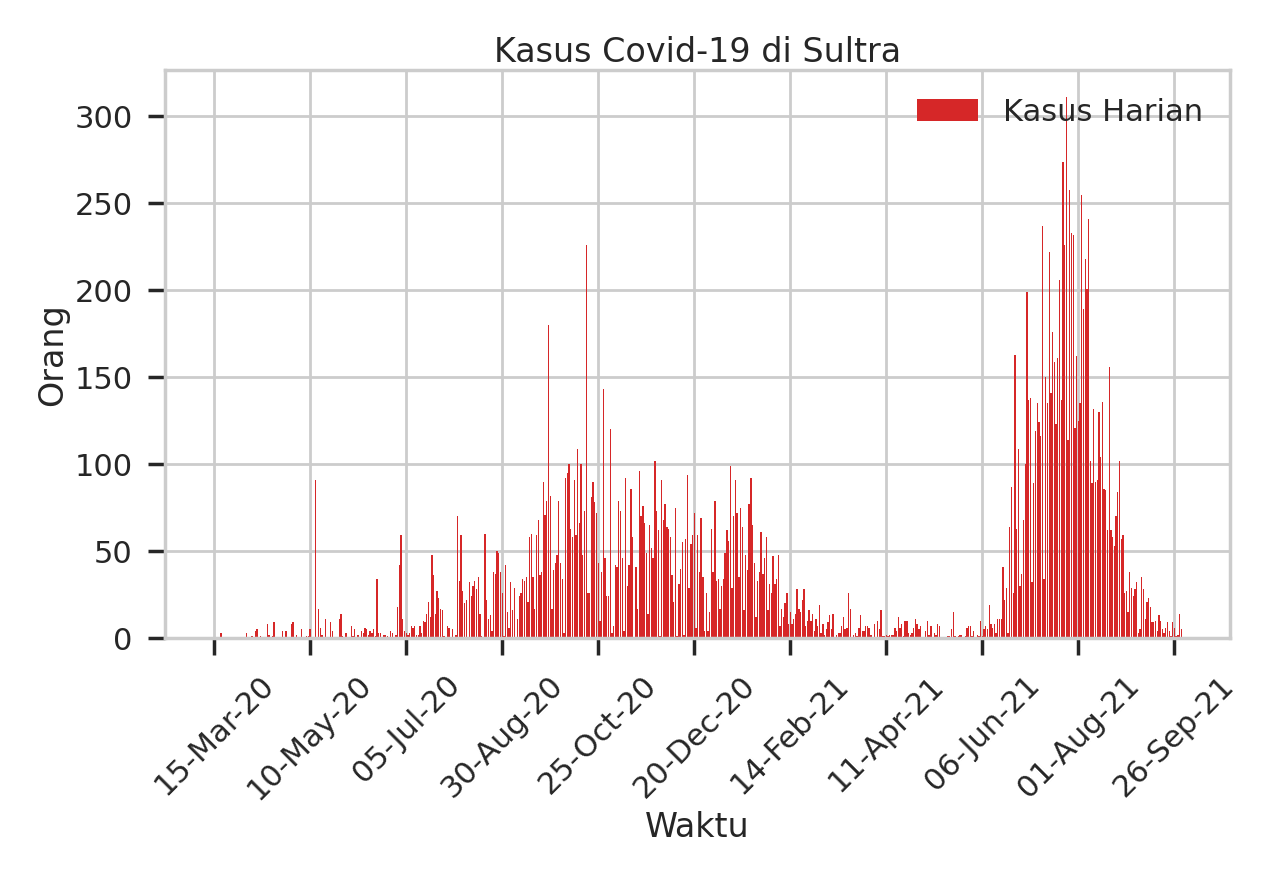 Kasus Covid-19 di Sultra
Kasus Harian
Orang
300
250
200
150
100
50
0
15-Mar-20
10-May-20
05-Jul-20
30-Aug-20
25-Oct-20
20-Dec-20
14-Feb-21
11-Apr-21
06-Jun-21
01-Aug-21
26-Sep-21
Waktu